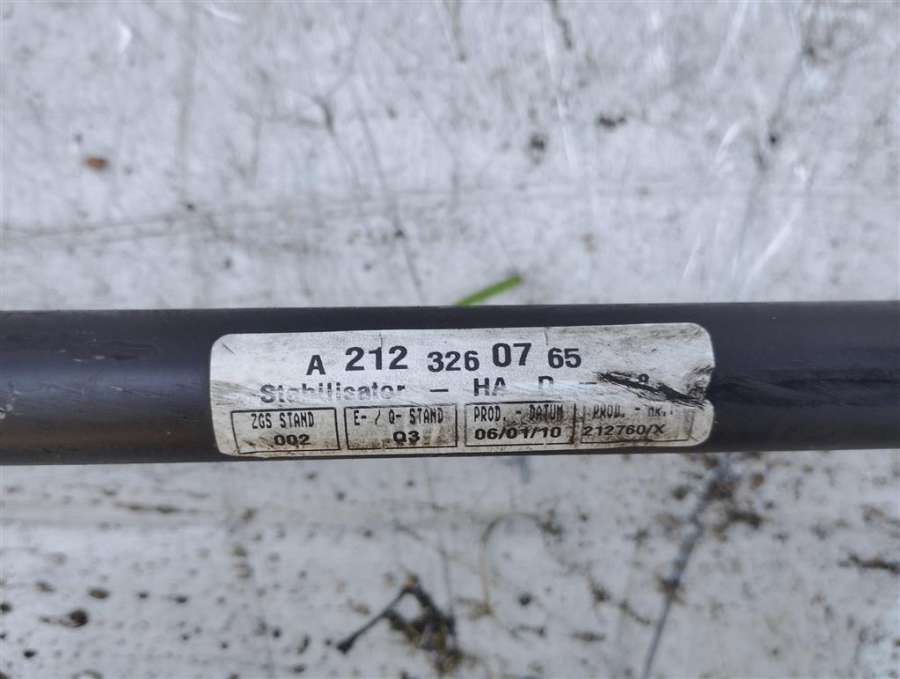 A 212 326 07 65
Stabilisator - HA D -
ZGS STAND E- / Q- STAND PROD. - DATUM PROD. - NR.:
002 Q3 06/01/10 212760/X